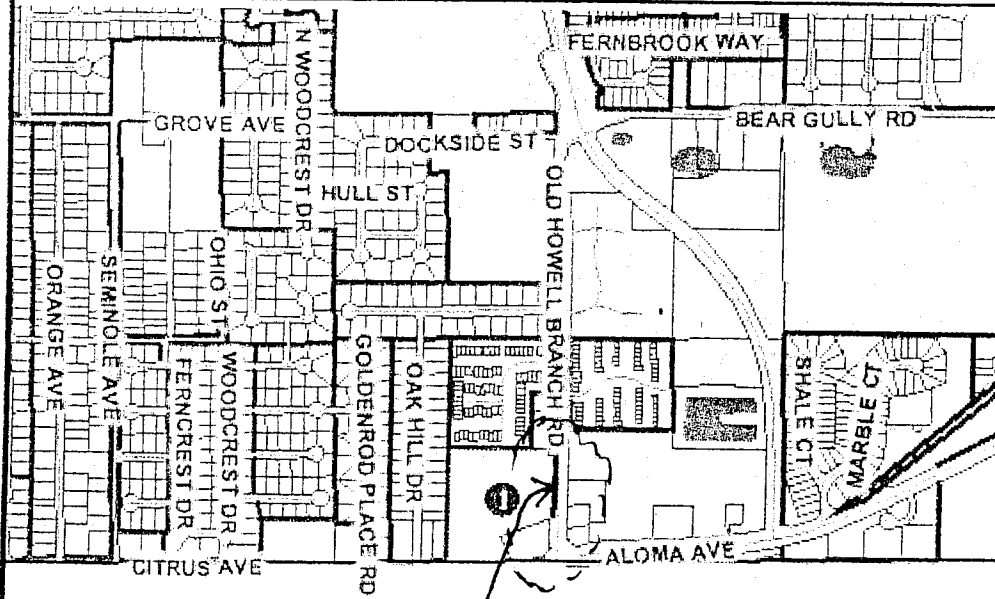 FERNBROOK WAY
N WOODCREST DR
GROVE AVE
DOCKSIDE ST
BEAR GULLY RD
HULL ST
OLD HOWELL BRANCH RD
ORANGE AVE
SEMINOLE AVE
OHIO ST
FERNCREST DR
WOODCREST DR
GOLDENROD PLACE RD
OAK HILL DR
SHALE CT
MARBLE CT
ALOMA AVE
CITRUS AVE